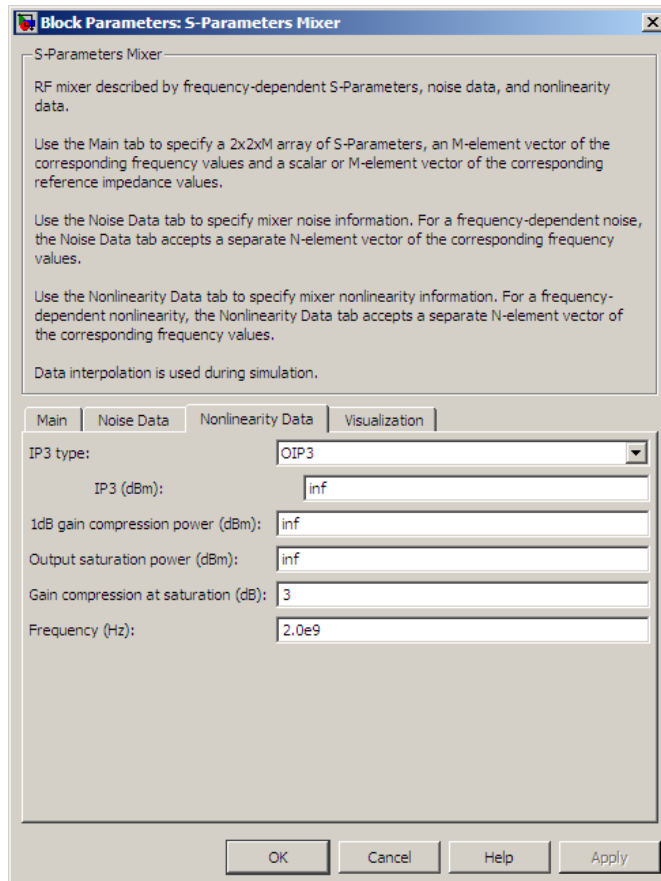 Block Parameters: S-Parameters Mixer
S-Parameters Mixer
RF mixer described by frequency-dependent S-Parameters, noise data, and nonlinearity
data.
Use the Main tab to specify a 2x2xM array of S-Parameters, an M-element vector of the
corresponding frequency values and a scalar or M-element vector of the corresponding
reference impedance values.
Use the Noise Data tab to specify mixer noise information. For a frequency-dependent noise,
the Noise Data tab accepts a separate N-element vector of the corresponding frequency
values.
Use the Nonlinearity Data tab to specify mixer nonlinearity information. For a frequency-
dependent nonlinearity, the Nonlinearity Data tab accepts a separate N-element vector of
the corresponding frequency values.
Data interpolation is used during simulation.
Main Noise Data Nonlinearity Data Visualization
IP3 type: OIP3
IP3 (dBm): inf
1dB gain compression power (dBm): inf
Output saturation power (dBm): inf
Gain compression at saturation (dB): 3
Frequency (Hz): 2.0e9
OK Cancel Help Apply